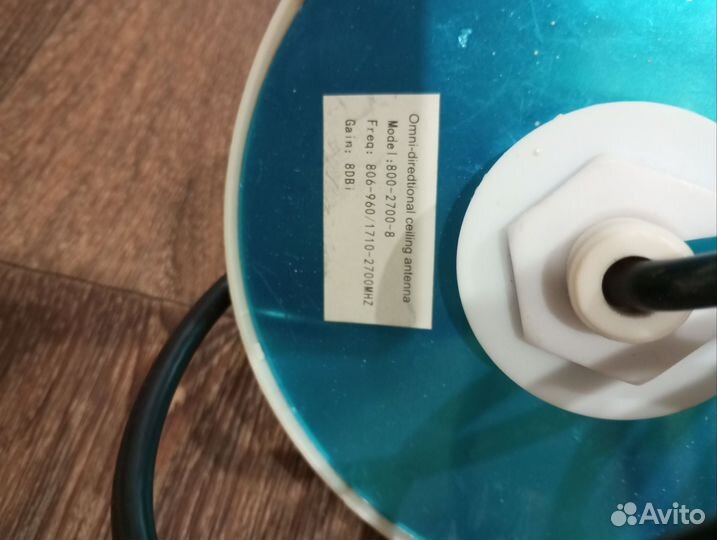 Omni-diredtional ceiling antenna
Model:800-2700-8
Freq: 806-960/1710-2700MHZ
Gain: 8DBi
Avito